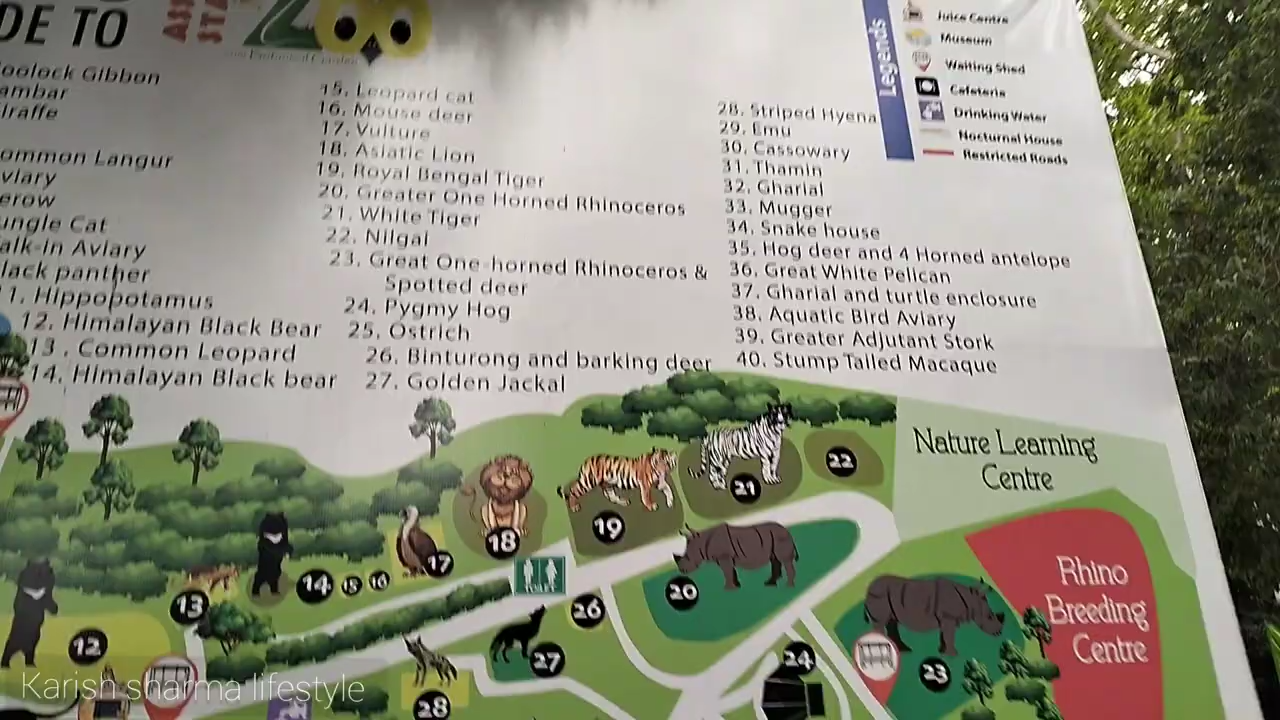 DE TO
ASS
STA
Botanical Garden
oolock Gibbon
ambar
iraffe
ommon Langur
viary
erow
ungle Cat
alk-in Aviary
lack panther
11. Hippopotamus
12. Himalayan Black Bear
13. Common Leopard
14. Himalayan Black bear
15. Leopard cat
16. Mouse deer
17. Vulture
18. Asiatic Lion
19. Royal Bengal Tiger
20. Greater One Horned Rhinoceros
21. White Tiger
22. Nilgai
23. Great One-horned Rhinoceros &
Spotted deer
24. Pygmy Hog
25. Ostrich
26. Binturong and barking deer
27. Golden Jackal
28. Striped Hyena
29. Emu
30. Cassowary
31. Thamin
32. Gharial
33. Mugger
34. Snake house
35. Hog deer and 4 Horned antelope
36. Great White Pelican
37. Gharial and turtle enclosure
38. Aquatic Bird Aviary
39. Greater Adjutant Stork
40. Stump Tailed Macaque
Legends
Juice Centre
Museum
Waiting Shed
Cafeteria
Drinking Water
Nocturnal House
Restricted Roads
Nature Learning
Centre
Rhino
Breeding
Centre
22
21
19
18
17
20
14 15 16
13
TOILET
26
12
27
24
23
28
Karish sharma lifestyle